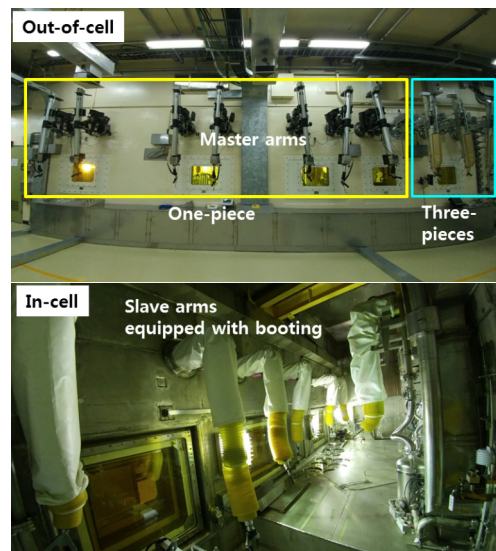 Out-of-cell
Master arms
One-piece
Three-
pieces
In-cell
Slave arms
equipped with booting